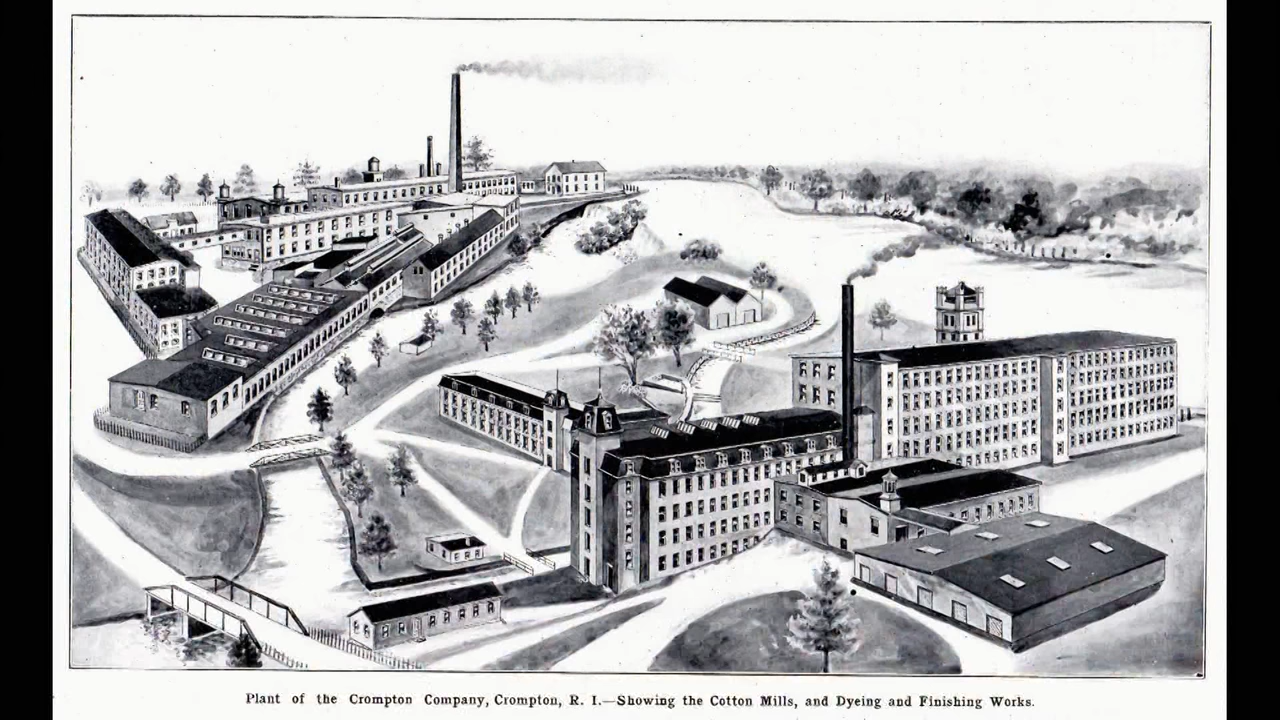 Plant of the Crompton Company, Crompton, R. I.—Showing the Cotton Mills, and Dyeing and Finishing Works.